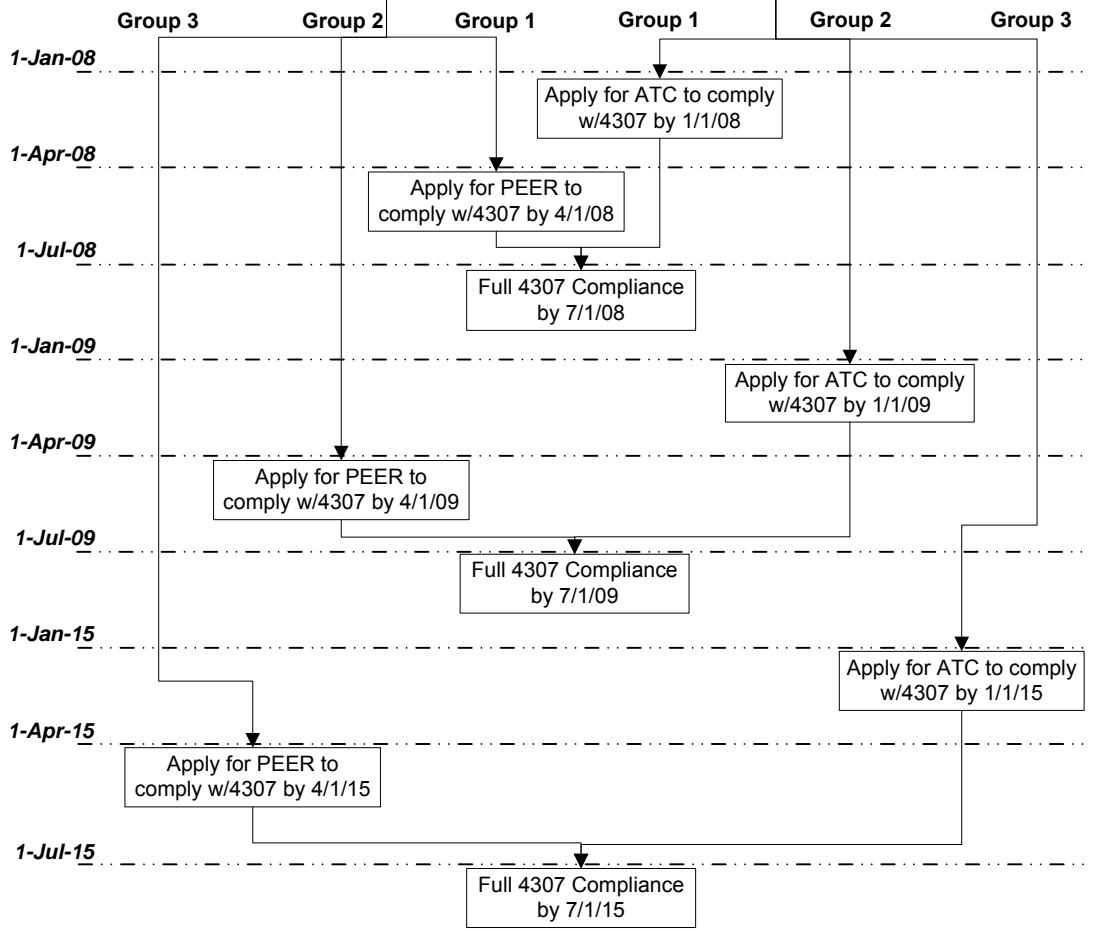 Group 3 Group 2 Group 1 Group 1 Group 2 Group 3
1-Jan-08
Apply for ATC to comply
w/4307 by 1/1/08
1-Apr-08
Apply for PEER to
comply w/4307 by 4/1/08
1-Jul-08
Full 4307 Compliance
by 7/1/08
1-Jan-09
Apply for ATC to comply
w/4307 by 1/1/09
1-Apr-09
Apply for PEER to
comply w/4307 by 4/1/09
1-Jul-09
Full 4307 Compliance
by 7/1/09
1-Jan-15
Apply for ATC to comply
w/4307 by 1/1/15
1-Apr-15
Apply for PEER to
comply w/4307 by 4/1/15
1-Jul-15
Full 4307 Compliance
by 7/1/15